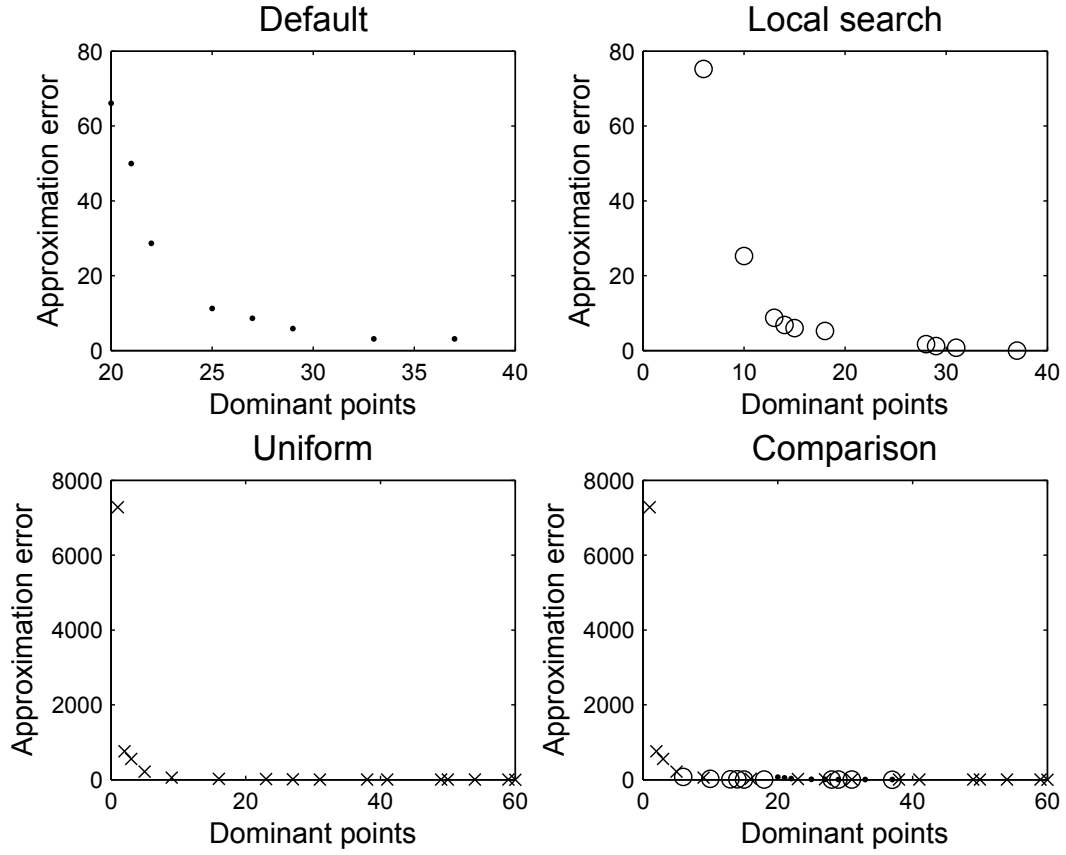 Default
80
60
40
20
0
Approximation error
20 25 30 35 40
Dominant points
Local search
80
60
40
20
0
Approximation error
0 10 20 30 40
Dominant points
Uniform
8000
6000
4000
2000
0
Approximation error
0 20 40 60
Dominant points
Comparison
8000
6000
4000
2000
0
Approximation error
0 20 40 60
Dominant points